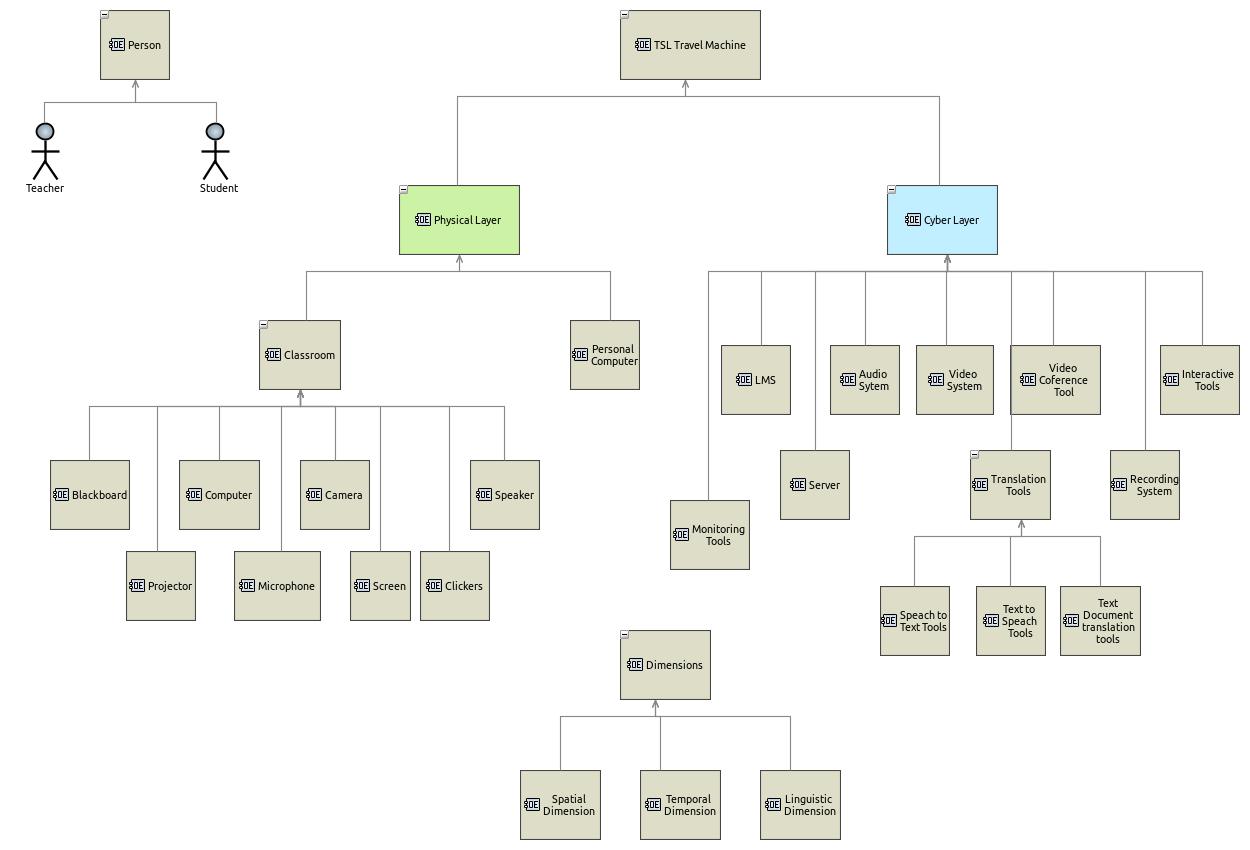 Person
TSL Travel Machine
Teacher
Student
Physical Layer
Cyber Layer
Classroom
Personal
Computer
LMS
Audio
Sytem
Video
System
Video
Coference
Tool
Interactive
Tools
Blackboard
Computer
Camera
Speaker
Server
Translation
Tools
Recording
System
Monitoring
Tools
Projector
Microphone
Screen
Clickers
Speach to
Text Tools
Text to
Speach
Tools
Text
Document
translation
tools
Dimensions
Spatial
Dimension
Temporal
Dimension
Linguistic
Dimension